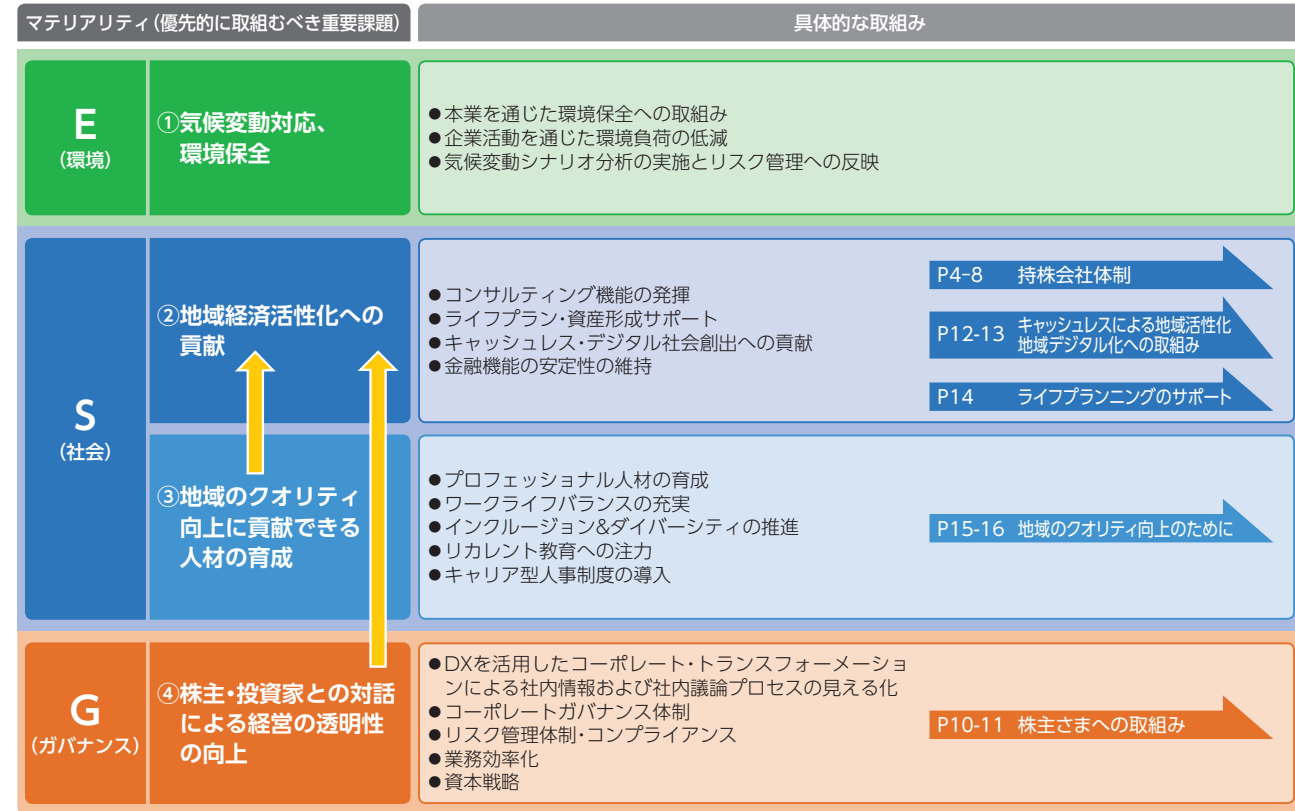 マテリアリティ(優先的に取組むべき重要課題)
具体的な取組み
E
(環境)
①気候変動対応、
環境保全
●本業を通じた環境保全への取組み
●企業活動を通じた環境負荷の低減
●気候変動シナリオ分析の実施とリスク管理への反映
S
(社会)
②地域経済活性化への
貢献
●コンサルティング機能の発揮
●ライフプラン・資産形成サポート
●キャッシュレス・デジタル社会創出への貢献
●金融機能の安定性の維持
P4-8 持株会社体制
P12-13 キャッシュレスによる地域活性化
地域デジタル化への取組み
P14 ライフプランニングのサポート
③地域のクオリティ
向上に貢献できる
人材の育成
●プロフェッショナル人材の育成
●ワークライフバランスの充実
●インクルージョン&ダイバーシティの推進
●リカレント教育への注力
●キャリア型人事制度の導入
P15-16 地域のクオリティ向上のために
G
(ガバナンス)
④株主・投資家との対話
による経営の透明性
の向上
●DXを活用したコーポレート・トランスフォーメーショ
ンによる社内情報および社内議論プロセスの見える化
●コーポレートガバナンス体制
●リスク管理体制・コンプライアンス
●業務効率化
●資本戦略
P10-11 株主さまへの取組み